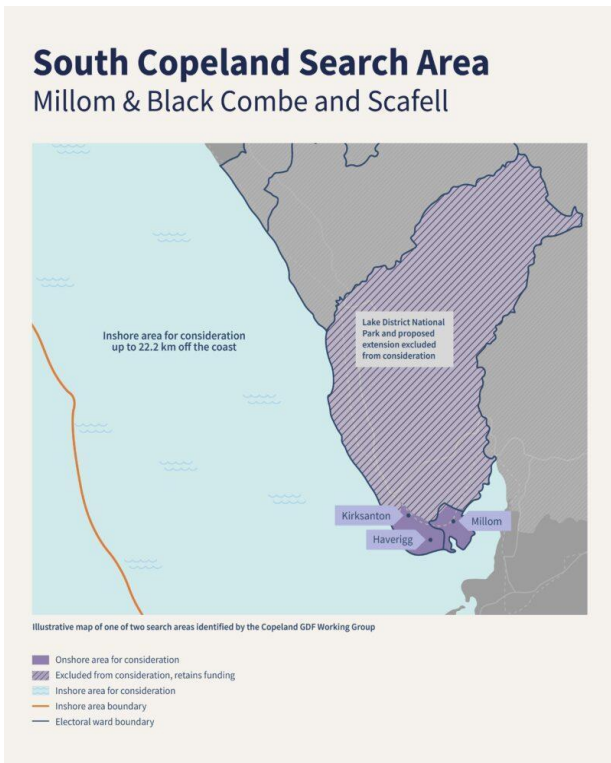 South Copeland Search Area
Millom & Black Combe and Scafell
Lake District National
Park and proposed
extension excluded
from consideration
Inshore area for consideration
up to 22.2 km off the coast
Kirksanton
Millom
Haverigg
Illustrative map of one of two search areas identified by the Copeland GDF Working Group
Onshore area for consideration
Excluded from consideration, retains funding
Inshore area for consideration
Inshore area boundary
Electoral ward boundary